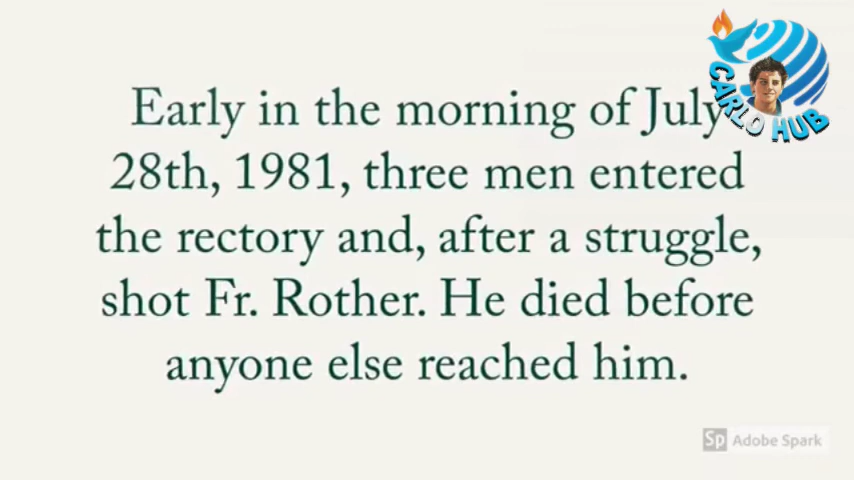 Early in the morning of July
28th, 1981, three men entered
the rectory and, after a struggle,
shot Fr. Rother. He died before
anyone else reached him.
CARLO HUB
Sp Adobe Spark